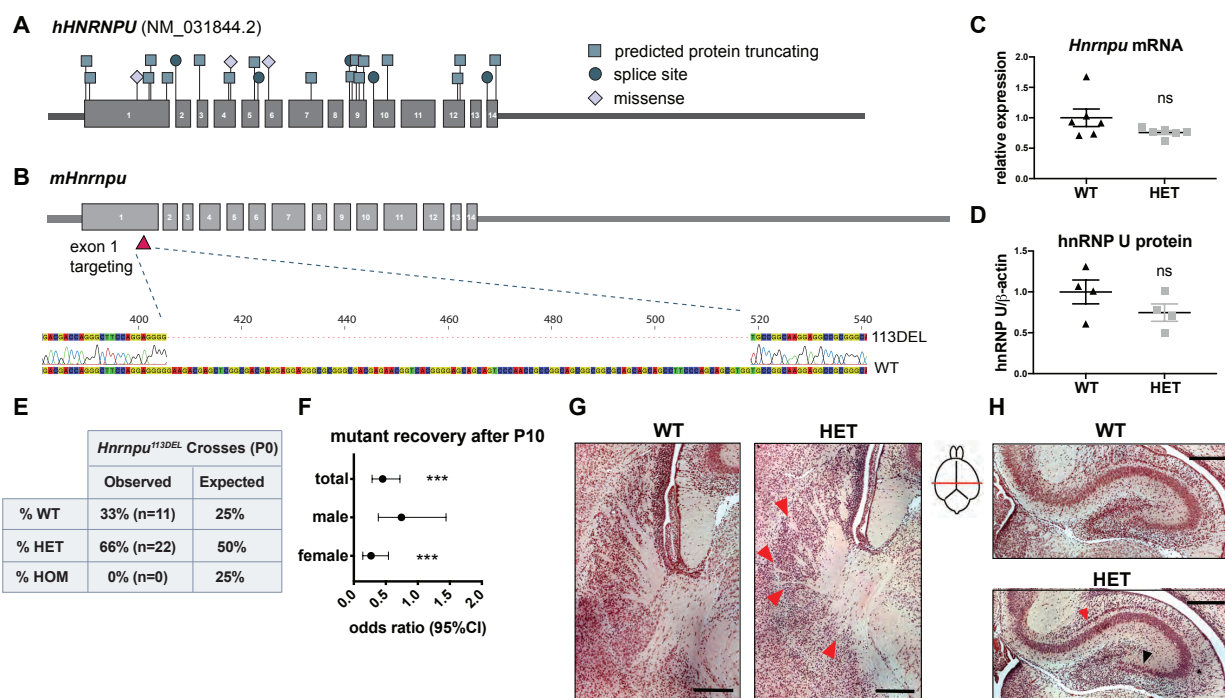 A
hHNRNPU (NM_031844.2)
predicted protein truncating
splice site
missense
1 2 3 4 5 6 7 8 9 10 11 12 13 14
B
mHnrnpu
1 2 3 4 5 6 7 8 9 10 11 12 13 14
exon 1
targeting
400 420 440 460 480 500 520 540
GACGACCAGGGCTTCCAGGAGGGG TGCCGGCAAGGAGGCCGCGGGCA 113DEL
WT
C
Hnrnpu mRNA
relative expression
2.0
1.5
1.0
0.5
0.0
ns
WT HET
D
hnRNP U protein
hnRNP U/β-actin
1.5
1.0
0.5
0.0
ns
WT HET
E
Hnrnpu113DEL Crosses (P0)
Observed Expected
% WT 33% (n=11) 25%
% HET 66% (n=22) 50%
% HOM 0% (n=0) 25%
F
mutant recovery after P10
total ***
male
female ***
0.0 0.5 1.0 1.5 2.0
odds ratio (95%CI)
G
WT HET
H
WT
HET
*